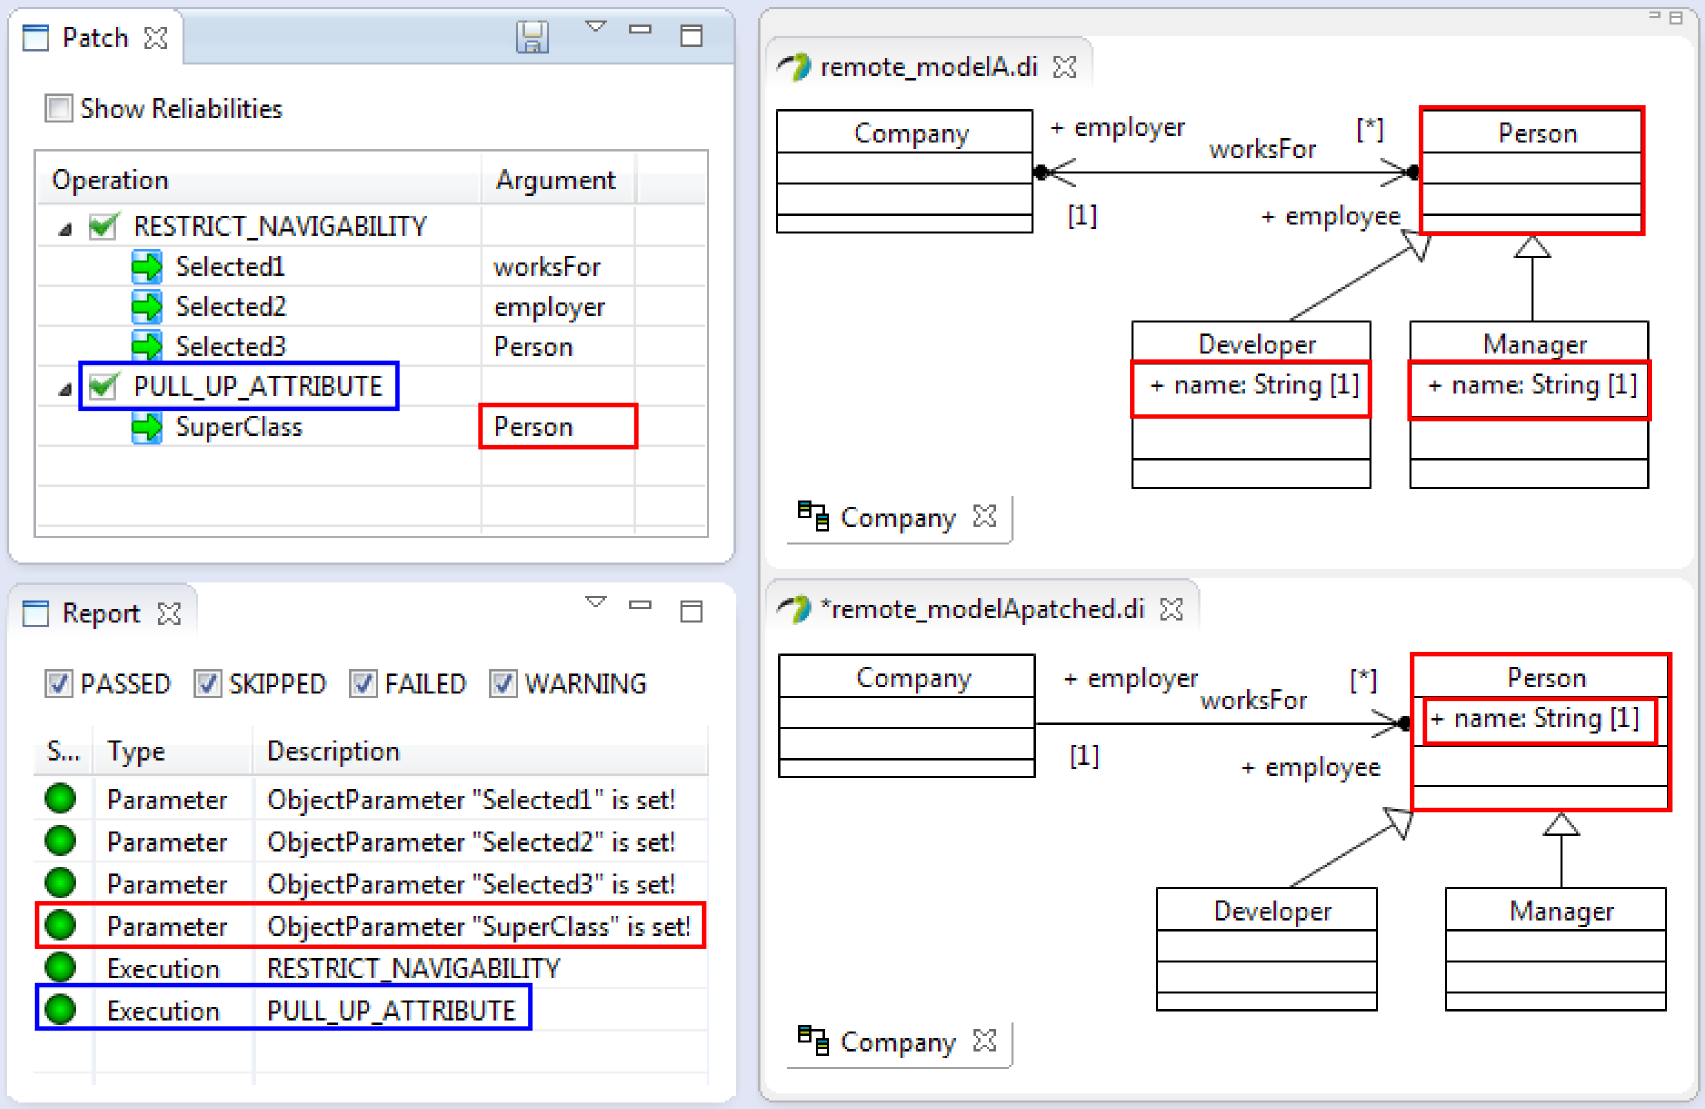 Patch
Show Reliabilities
Operation Argument
RESTRICT_NAVIGABILITY
Selected1 worksFor
Selected2 employer
Selected3 Person
PULL_UP_ATTRIBUTE
SuperClass Person
Report
PASSED SKIPPED FAILED WARNING
S... Type Description
Parameter ObjectParameter "Selected1" is set!
Parameter ObjectParameter "Selected2" is set!
Parameter ObjectParameter "Selected3" is set!
Parameter ObjectParameter "SuperClass" is set!
Execution RESTRICT_NAVIGABILITY
Execution PULL_UP_ATTRIBUTE
remote_modelA.di
Company + employer [*] Person
worksFor
[1] + employee
Developer Manager
+ name: String [1] + name: String [1]
Company
*remote_modelApatched.di
Company + employer [*] Person
worksFor + name: String [1]
[1] + employee
Developer Manager
Company